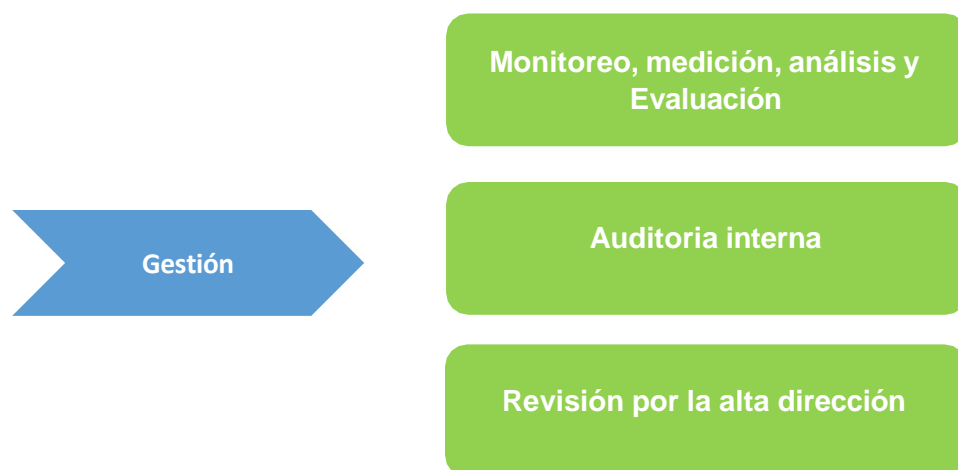 Monitoreo, medición, análisis y
Evaluación
Auditoria interna
Gestión
Revisión por la alta dirección